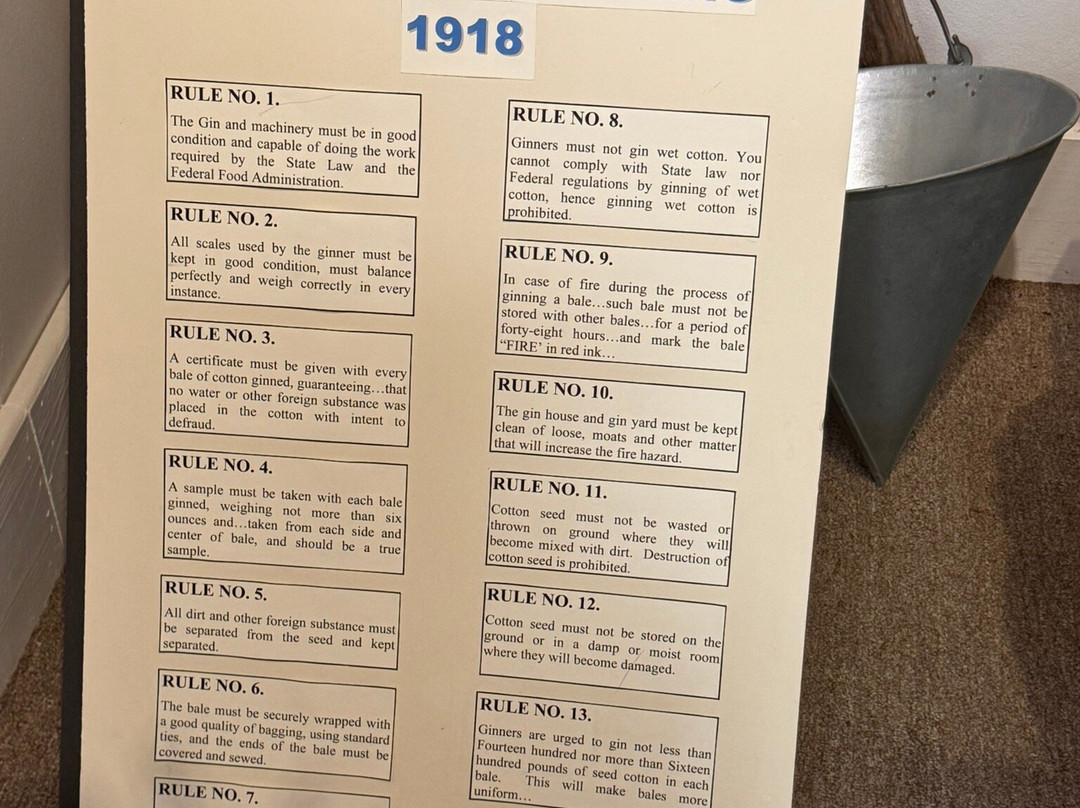 1918
RULE NO. 1.
The Gin and machinery must be in good
condition and capable of doing the work
required by the State Law and the
Federal Food Administration.
RULE NO. 2.
All scales used by the ginner must be
kept in good condition, must balance
perfectly and weigh correctly in every
instance.
RULE NO. 3.
A certificate must be given with every
bale of cotton ginned, guaranteeing...that
no water or other foreign substance was
placed in the cotton with intent to
defraud.
RULE NO. 4.
A sample must be taken with each bale
ginned, weighing not more than six
ounces and...taken from each side and
center of bale, and should be a true
sample.
RULE NO. 5.
All dirt and other foreign substance must
be separated from the seed and kept
separated.
RULE NO. 6.
The bale must be securely wrapped with
a good quality of bagging, using standard
ties, and the ends of the bale must be
covered and sewed.
RULE NO. 7.
RULE NO. 8.
Ginners must not gin wet cotton. You
cannot comply with State law nor
Federal regulations by ginning of wet
cotton, hence ginning wet cotton is
prohibited.
RULE NO. 9.
In case of fire during the process of
ginning a bale...such bale must not be
stored with other bales...for a period of
forty-eight hours...and mark the bale
“FIRE’ in red ink...
RULE NO. 10.
The gin house and gin yard must be kept
clean of loose, moats and other matter
that will increase the fire hazard.
RULE NO. 11.
Cotton seed must not be wasted or
thrown on ground where they will
become mixed with dirt. Destruction of
cotton seed is prohibited.
RULE NO. 12.
Cotton seed must not be stored on the
ground or in a damp or moist room
where they will become damaged.
RULE NO. 13.
Ginners are urged to gin not less than
Fourteen hundred nor more than Sixteen
hundred pounds of seed cotton in each
bale. This will make bales more
uniform...